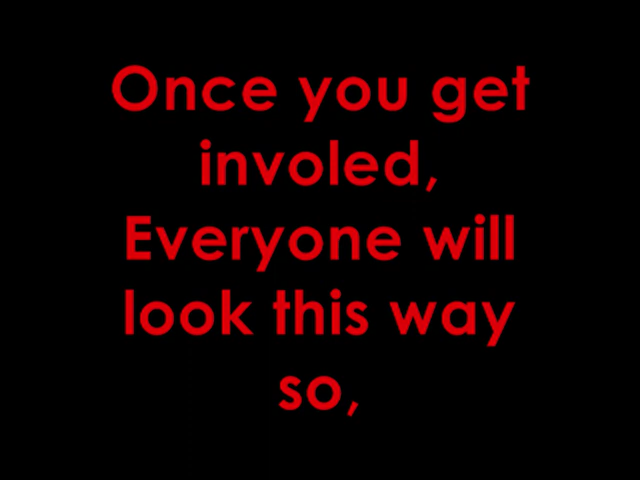 Once you get
involed,
Everyone will
look this way
so,